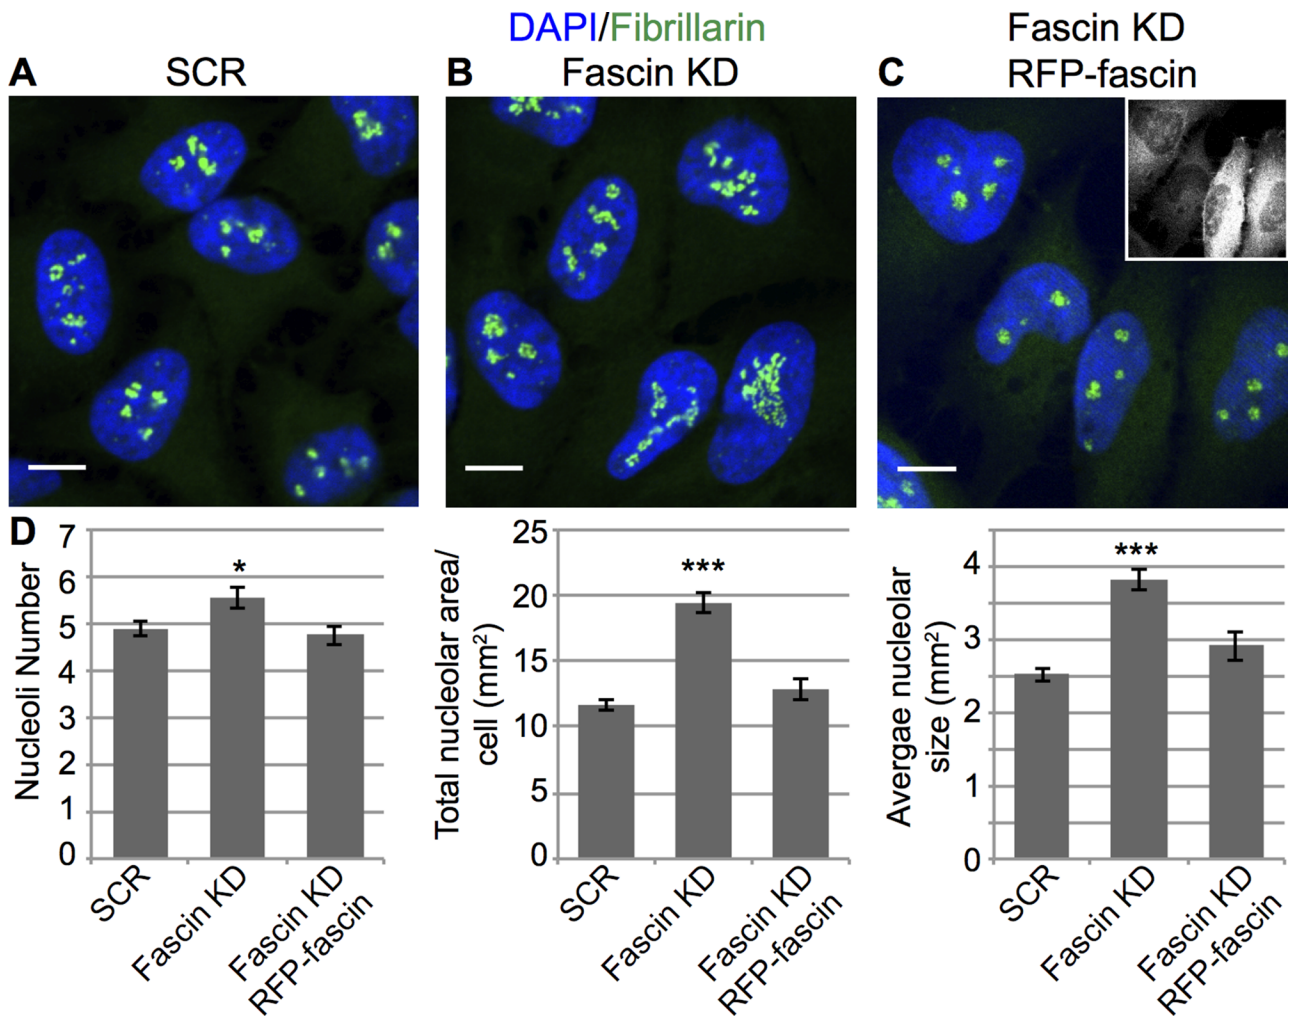 DAPI/Fibrillarin
A SCR
B Fascin KD
C Fascin KD
RFP-fascin
D
Nucleoli Number
7
6
5
4
3
2
1
0
*
SCR
Fascin KD
Fascin KD
RFP-fascin
Total nucleolar area/
cell (mm²)
25
20
15
10
5
0
***
SCR
Fascin KD
Fascin KD
RFP-fascin
Avergae nucleolar
size (mm²)
4
3
2
1
0
***
SCR
Fascin KD
Fascin KD
RFP-fascin